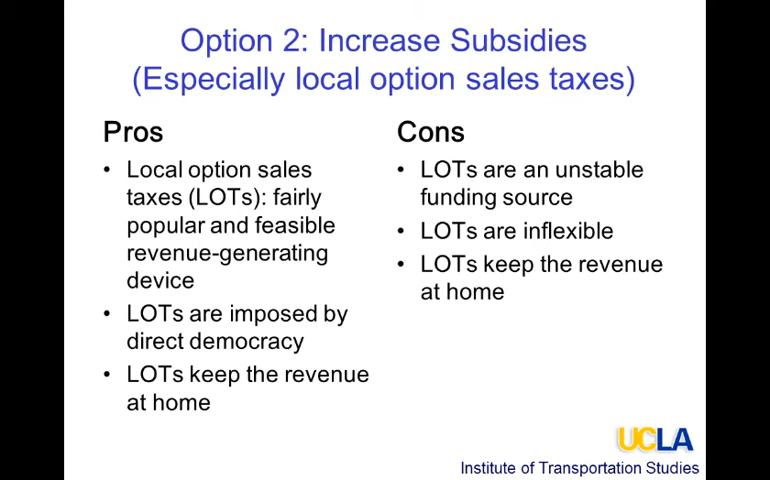 Option 2: Increase Subsidies
(Especially local option sales taxes)
Pros
• Local option sales
taxes (LOTs): fairly
popular and feasible
revenue-generating
device
• LOTs are imposed by
direct democracy
• LOTs keep the revenue
at home
Cons
• LOTs are an unstable
funding source
• LOTs are inflexible
• LOTs keep the revenue
at home
UCLA
Institute of Transportation Studies